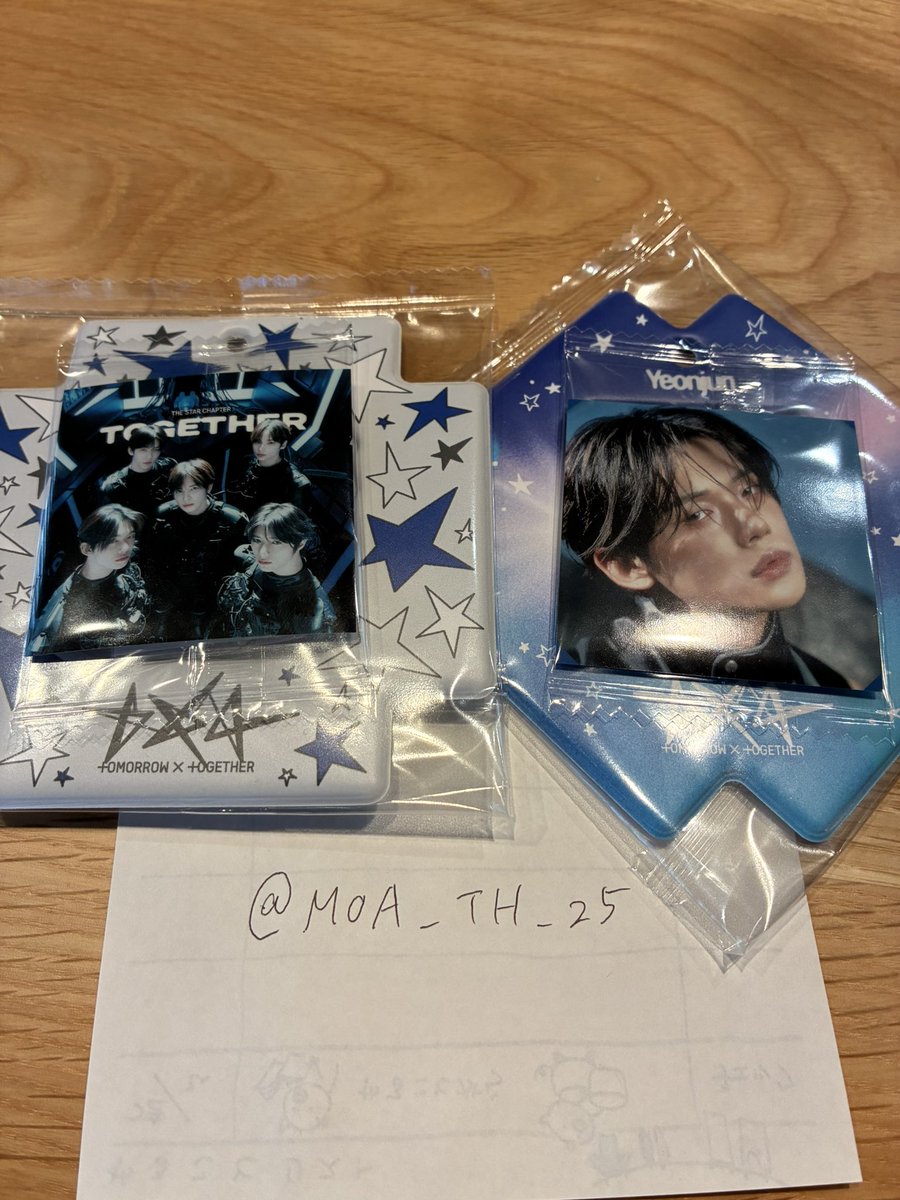 THE STAR CHAPTER
TOGETHER
TOMORROW X TOGETHER
Yeonjun
TOMORROW X TOGETHER
@MOA_TH_25